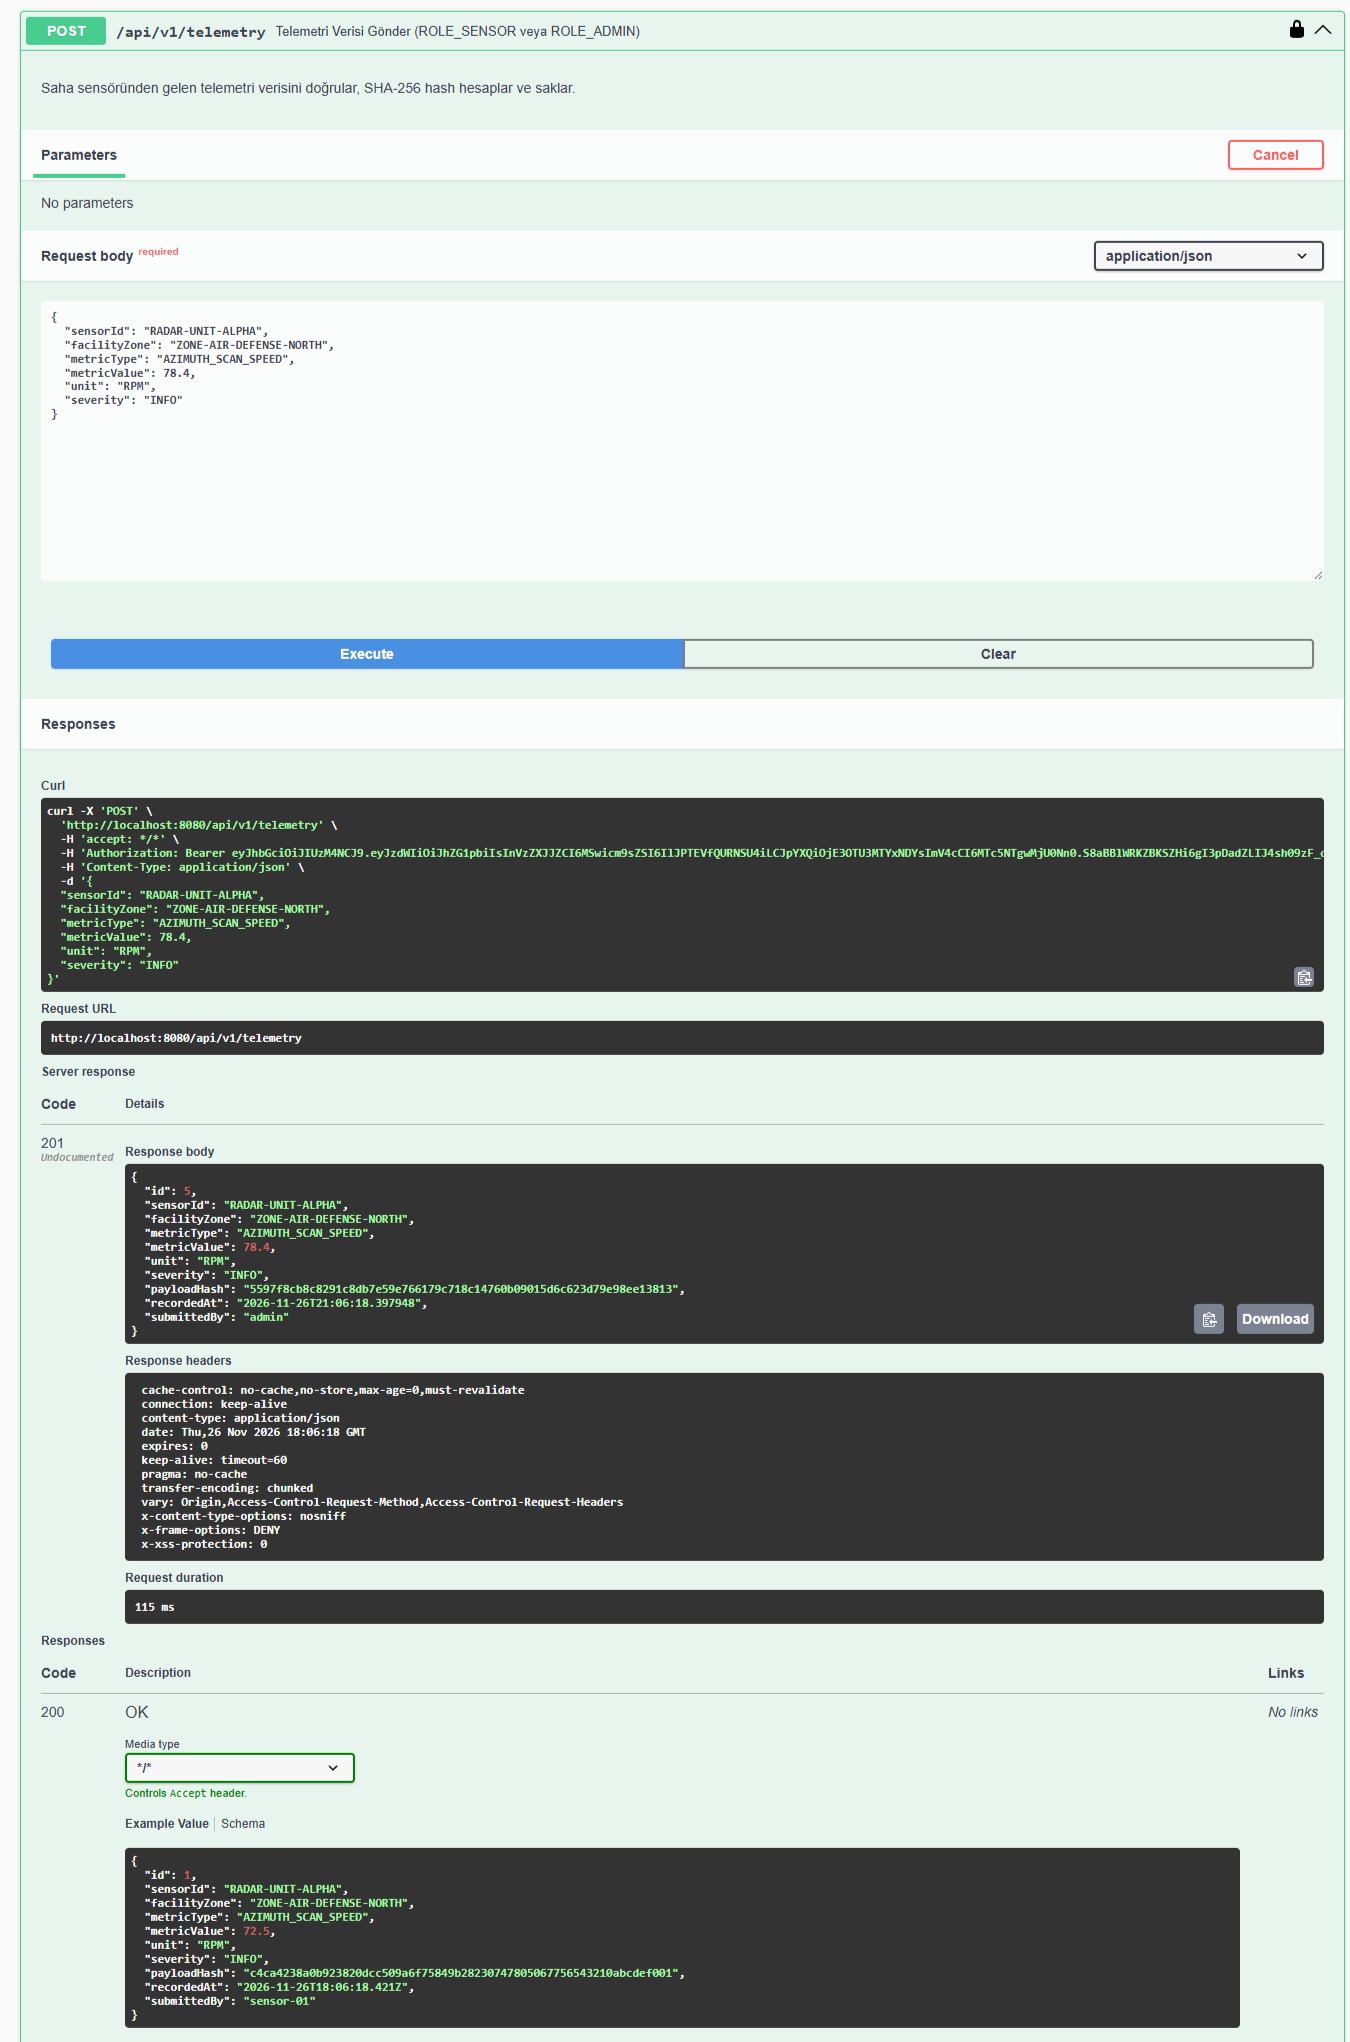 POST /api/v1/telemetry Telemetri Verisi Gönder (ROLE_SENSOR veya ROLE_ADMIN)
Saha sensöründen gelen telemetri verisini doğrular, SHA-256 hash hesaplar ve saklar.
Parameters
Cancel
No parameters
Request body required
application/json
{
  "sensorId": "RADAR-UNIT-ALPHA",
  "facilityZone": "ZONE-AIR-DEFENSE-NORTH",
  "metricType": "AZIMUTH_SCAN_SPEED",
  "metricValue": 78.4,
  "unit": "RPM",
  "severity": "INFO"
}
Execute
Clear
Responses
Curl
curl -X 'POST' \
  'http://localhost:8080/api/v1/telemetry' \
  -H 'accept: */*' \
  -H 'Authorization: Bearer
  -H 'Content-Type: application/json' \
  -d '{
  "sensorId": "RADAR-UNIT-ALPHA",
  "facilityZone": "ZONE-AIR-DEFENSE-NORTH",
  "metricType": "AZIMUTH_SCAN_SPEED",
  "metricValue": 78.4,
  "unit": "RPM",
  "severity": "INFO"
}'
Request URL
http://localhost:8080/api/v1/telemetry
Server response
Code Details
201
Undocumented
Response body
{
  "id": 5,
  "sensorId": "RADAR-UNIT-ALPHA",
  "facilityZone": "ZONE-AIR-DEFENSE-NORTH",
  "metricType": "AZIMUTH_SCAN_SPEED",
  "metricValue": 78.4,
  "unit": "RPM",
  "severity": "INFO",
  "payloadHash": "5597f8cb8c8291c8db7e59e766179c718c14760b09015d6c623d79e98ee13813",
  "recordedAt": "2026-11-26T21:06:18.397948",
  "submittedBy": "admin"
}
Download
Response headers
cache-control: no-cache,no-store,max-age=0,must-revalidate
connection: keep-alive
content-type: application/json
date: Thu,26 Nov 2026 18:06:18 GMT
expires: 0
keep-alive: timeout=60
pragma: no-cache
transfer-encoding: chunked
vary: Origin,Access-Control-Request-Method,Access-Control-Request-Headers
x-content-type-options: nosniff
x-frame-options: DENY
x-xss-protection: 0
Request duration
115 ms
Responses
Code Description Links
200 OK No links
Media type
*/*
Controls Accept header.
Example Value Schema
{
  "id": 1,
  "sensorId": "RADAR-UNIT-ALPHA",
  "facilityZone": "ZONE-AIR-DEFENSE-NORTH",
  "metricType": "AZIMUTH_SCAN_SPEED",
  "metricValue": 72.5,
  "unit": "RPM",
  "severity": "INFO",
  "payloadHash": "c4ca4238a0b923820dcc509a6f75849b28230747805067756543210abcdef001",
  "recordedAt": "2026-11-26T18:06:18.421Z",
  "submittedBy": "sensor-01"
}